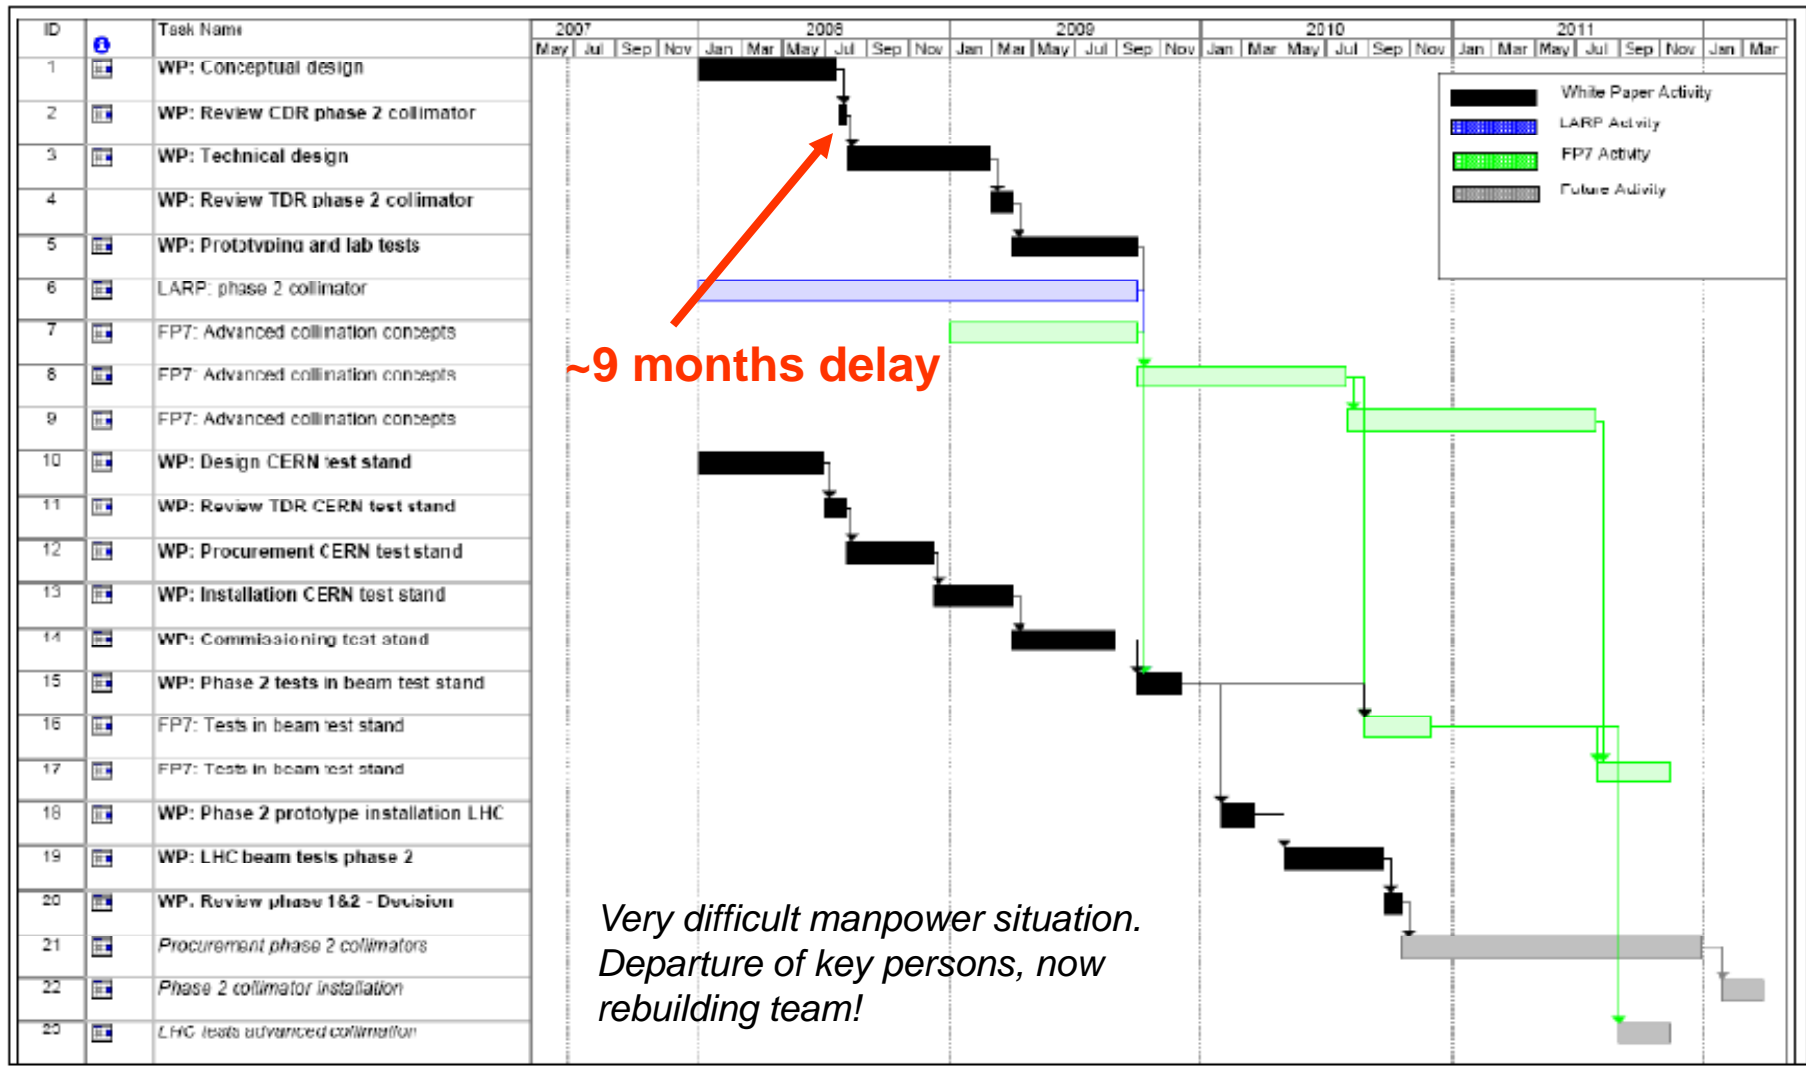 ID Task Name 2007 2008 2009 2010 2011
May Jul Sep Nov Jan Mar May Jul Sep Nov Jan Mar May Jul Sep Nov Jan Mar May Jul Sep Nov Jan Mar May Jul Sep Nov Jan Mar
1 WP: Conceptual design
White Paper Activity
2 WP: Review CDR phase 2 collimator
LARP Activity
3 WP: Technical design
FP7 Activity
Future Activity
4 WP: Review TDR phase 2 collimator
5 WP: Prototyping and lab tests
6 LARP: phase 2 collimator
7 FP7: Advanced collimation concepts
~9 months delay
8 FP7: Advanced collimation concepts
9 FP7: Advanced collimation concepts
10 WP: Design CERN test stand
11 WP: Review TDR CERN test stand
12 WP: Procurement CERN test stand
13 WP: Installation CERN test stand
14 WP: Commissioning test stand
15 WP: Phase 2 tests in beam test stand
16 FP7: Tests in beam test stand
17 FP7: Tests in beam test stand
18 WP: Phase 2 prototype installation LHC
19 WP: LHC beam tests phase 2
20 WP: Review phase 1&2 - Decision
21 Procurement phase 2 collimators
22 Phase 2 collimator installation
23 LHC tests advanced collimation
Very difficult manpower situation.
Departure of key persons, now
rebuilding team!